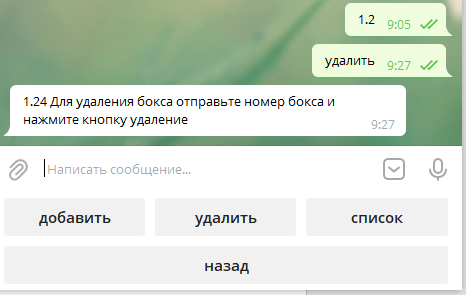 1.2 9:05
удалить 9:27
1.24 Для удаления бокса отправьте номер бокса и
нажмите кнопку удаление
9:27
Написать сообщение...
добавить удалить список
назад